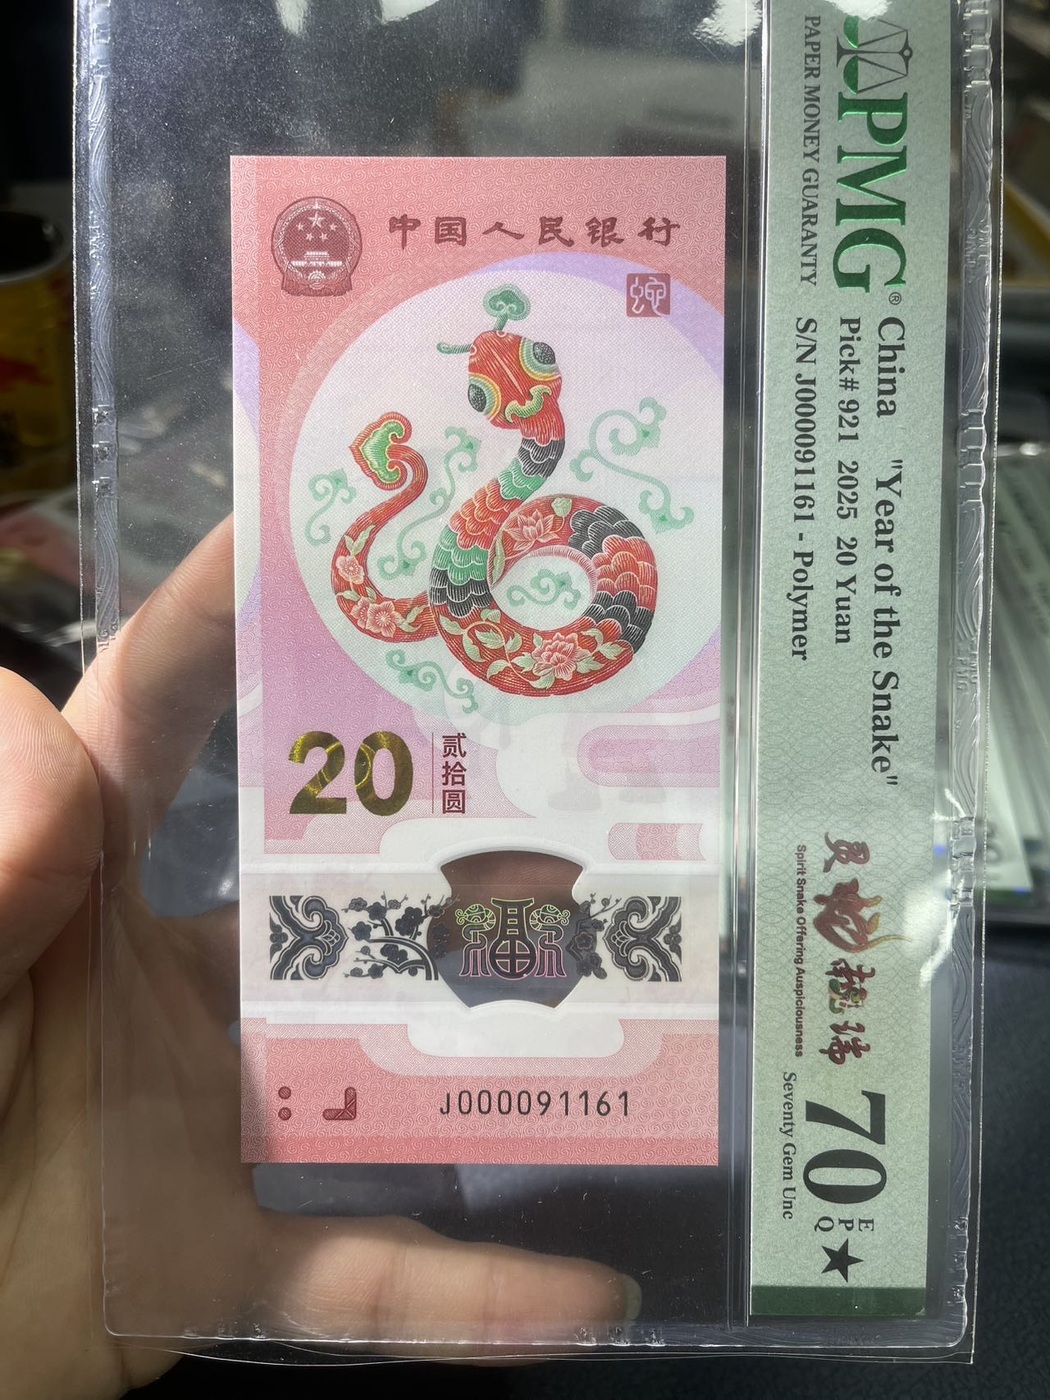 中国人民银行
蛇
20
贰拾圆
福
J000091161
PMG®
PAPER MONEY GUARANTY
China "Year of the Snake"
Pick# 921 2025 20 Yuan
S/N J000091161 - Polymer
灵蛇献瑞
Spirit Snake Offering Auspiciousness
70 EPQ★
Seventy Gem Unc